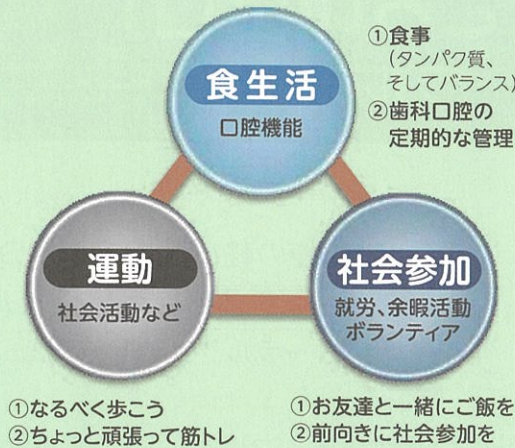 食生活
口腔機能
①食事
(タンパク質、
そしてバランス)
②歯科口腔の
定期的な管理
運動
社会活動など
社会参加
就労、余暇活動
ボランティア
①なるべく歩こう
②ちょっと頑張って筋トレ
①お友達と一緒にご飯を
②前向きに社会参加を